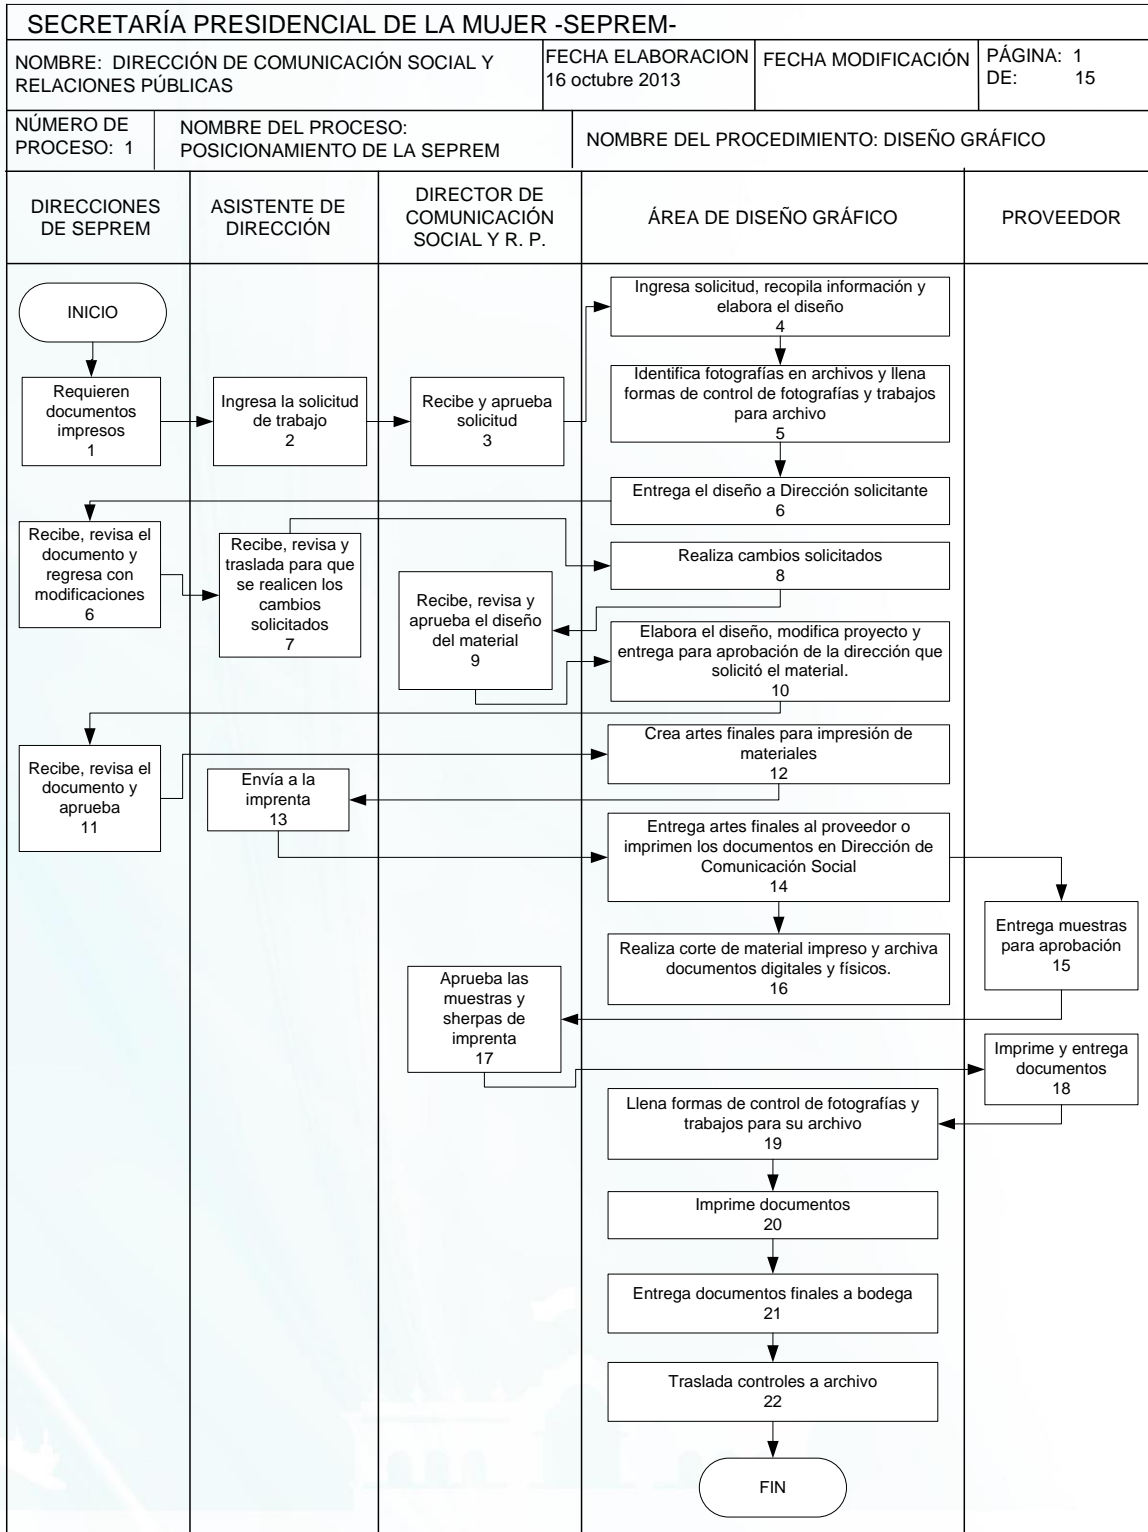 SECRETARÍA PRESIDENCIAL DE LA MUJER -SEPREM-
NOMBRE: DIRECCIÓN DE COMUNICACIÓN SOCIAL Y
RELACIONES PÚBLICAS
FECHA ELABORACION
16 octubre 2013
FECHA MODIFICACIÓN
PÁGINA: 1
DE: 15
NÚMERO DE
PROCESO: 1
NOMBRE DEL PROCESO:
POSICIONAMIENTO DE LA SEPREM
NOMBRE DEL PROCEDIMIENTO: DISEÑO GRÁFICO
DIRECCIONES
DE SEPREM
ASISTENTE DE
DIRECCIÓN
DIRECTOR DE
COMUNICACIÓN
SOCIAL Y R. P.
ÁREA DE DISEÑO GRÁFICO
PROVEEDOR
INICIO
Requieren
documentos
impresos
1
Ingresa la solicitud
de trabajo
2
Recibe y aprueba
solicitud
3
Ingresa solicitud, recopila información y
elabora el diseño
4
Identifica fotografías en archivos y llena
formas de control de fotografías y trabajos
para archivo
5
Entrega el diseño a Dirección solicitante
6
Recibe, revisa el
documento y
regresa con
modificaciones
6
Recibe, revisa y
traslada para que
se realicen los
cambios
solicitados
7
Realiza cambios solicitados
8
Recibe, revisa y
aprueba el diseño
del material
9
Elabora el diseño, modifica proyecto y
entrega para aprobación de la dirección que
solicitó el material.
10
Recibe, revisa el
documento y
aprueba
11
Crea artes finales para impresión de
materiales
12
Envía a la
imprenta
13
Entrega artes finales al proveedor o
imprimen los documentos en Dirección de
Comunicación Social
14
Entrega muestras
para aprobación
15
Realiza corte de material impreso y archiva
documentos digitales y físicos.
16
Aprueba las
muestras y
sherpas de
imprenta
17
Imprime y entrega
documentos
18
Llena formas de control de fotografías y
trabajos para su archivo
19
Imprime documentos
20
Entrega documentos finales a bodega
21
Traslada controles a archivo
22
FIN